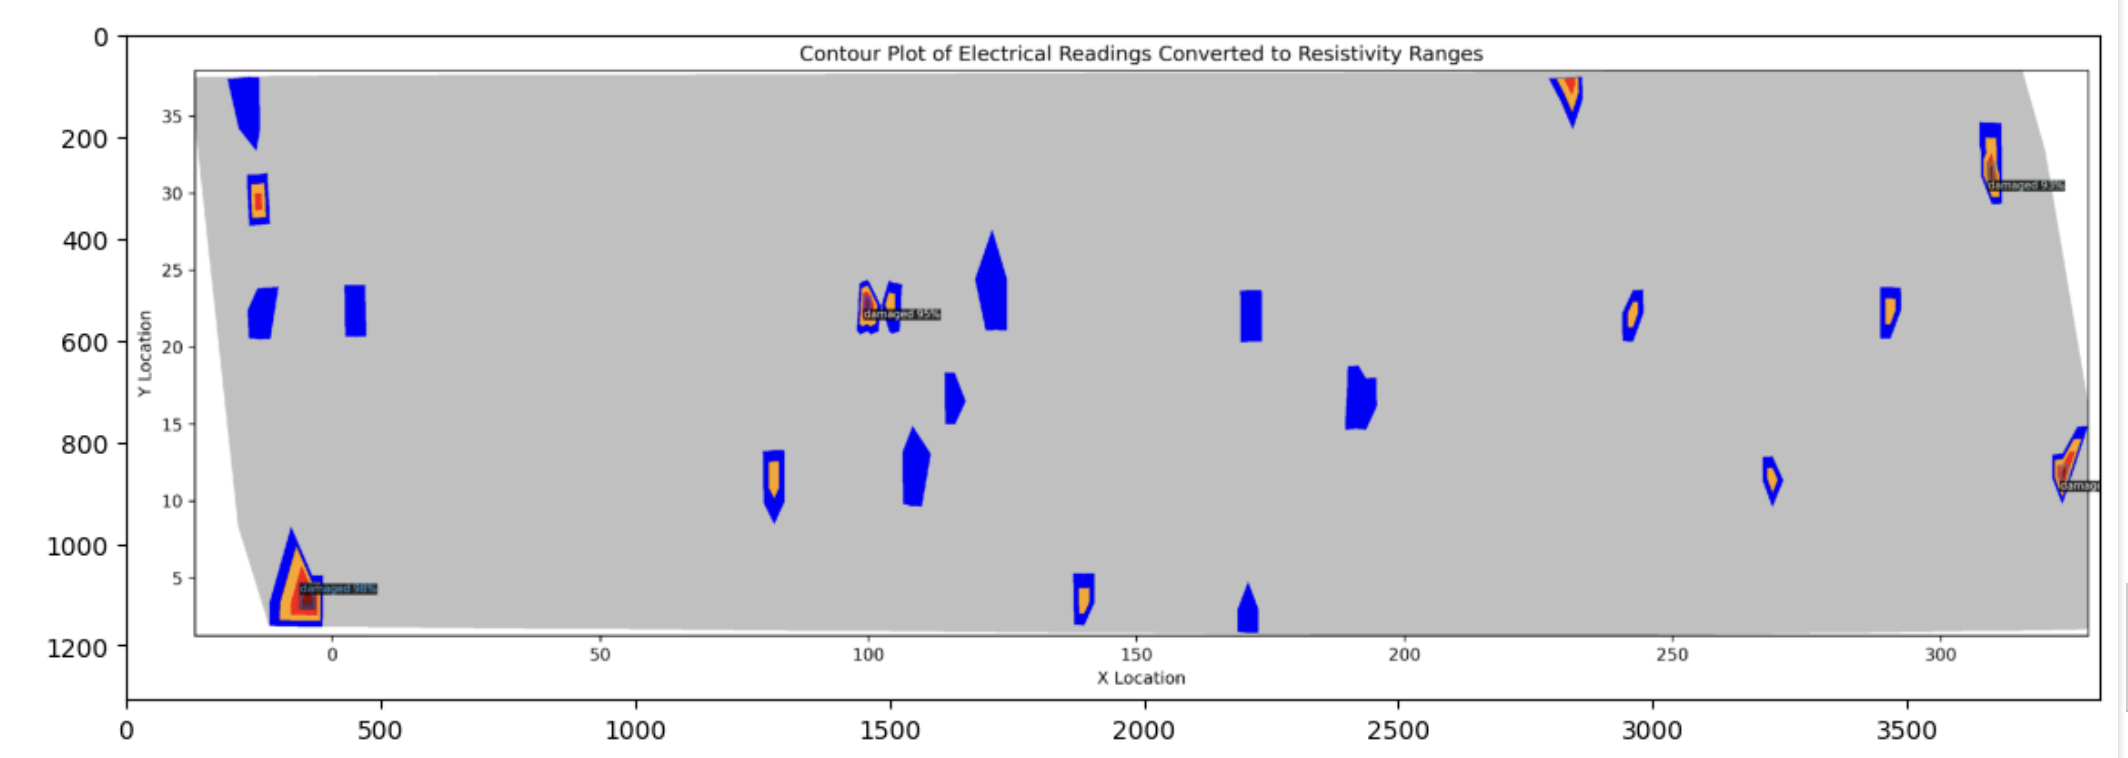 Contour Plot of Electrical Readings Converted to Resistivity Ranges
0
200
400
600
800
1000
1200
Y Location
35
30
25
20
15
10
5
damaged 93%
damaged 95%
damag
damaged 98%
0 50 100 150 200 250 300
X Location
0 500 1000 1500 2000 2500 3000 3500